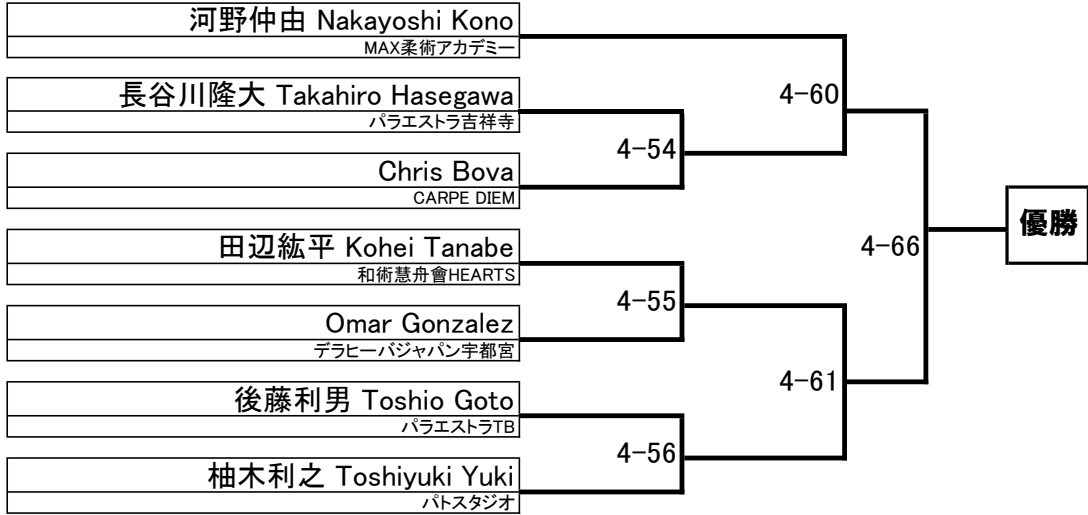 河野仲由 Nakayoshi Kono
MAX柔術アカデミー
長谷川隆大 Takahiro Hasegawa
パラエストラ吉祥寺
Chris Bova
CARPE DIEM
田辺紘平 Kohei Tanabe
和術慧舟會HEARTS
Omar Gonzalez
デラヒーバジャパン宇都宮
後藤利男 Toshio Goto
パラエストラTB
柚木利之 Toshiyuki Yuki
パトスタジオ
4-54
4-55
4-56
4-60
4-61
4-66
優勝